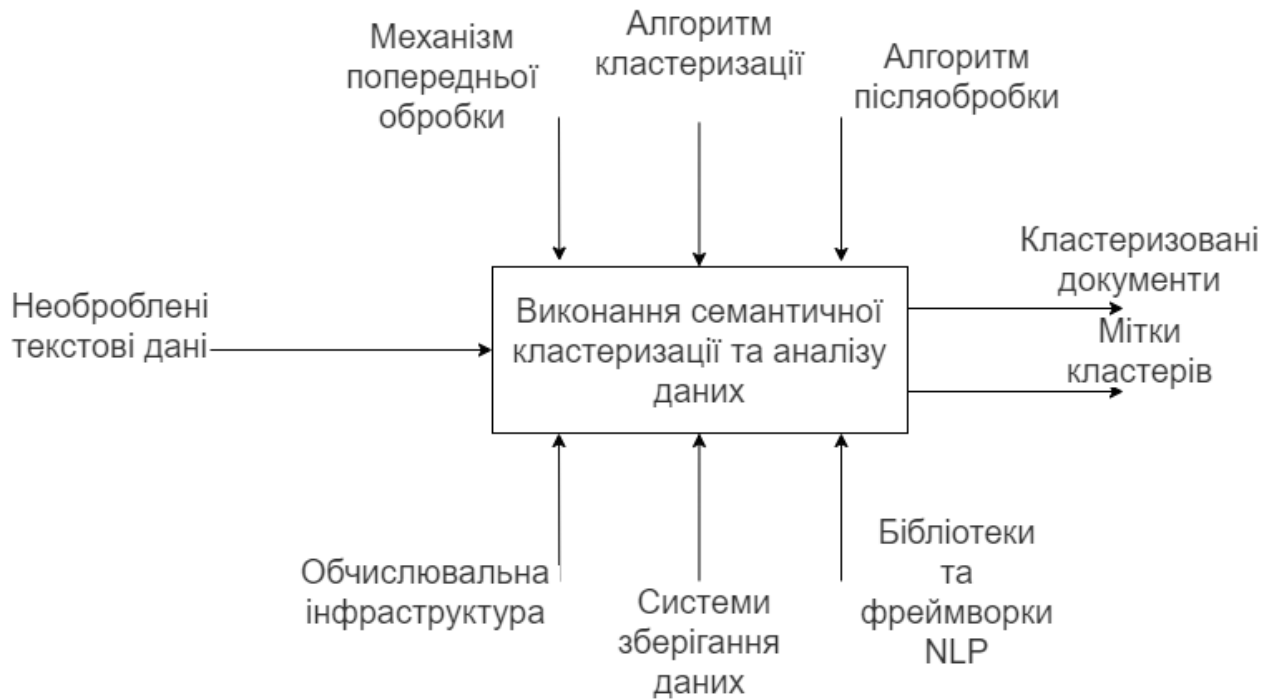 Механізм
попередньої
обробки
Алгоритм
кластеризації
Алгоритм
післяобробки
Необроблені
текстові дані
Виконання семантичної
кластеризації та аналізу
даних
Кластеризовані
документи
Мітки
кластерів
Обчислювальна
інфраструктура
Системи
зберігання
даних
Бібліотеки
та
фреймворки
NLP